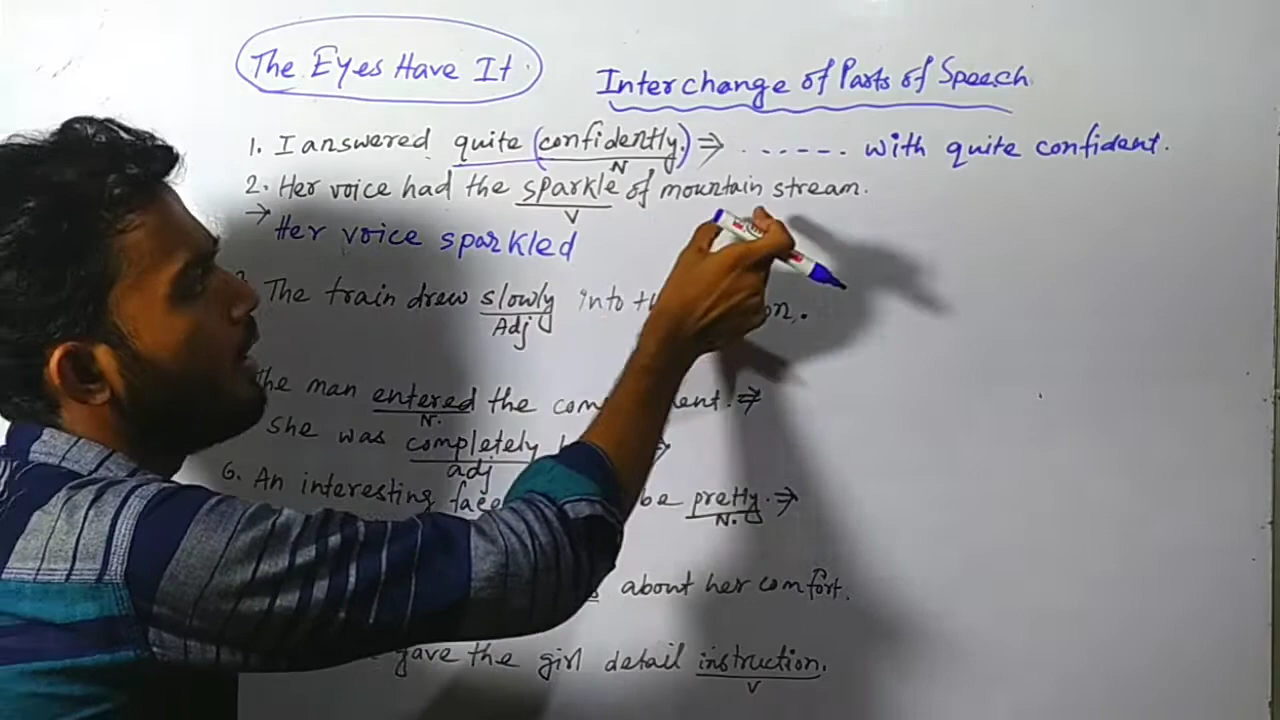 The Eyes Have It.
Interchange of Parts of Speech.
1. I answered quite (confidently.) ⇒ ...... with quite confident.
N
2. Her voice had the sparkle of mountain stream.
V
→ Her voice sparkled
The train drew slowly into
Adj
man entered the ⇒
N.
she was completely
adj
6. An interesting face be pretty. ⇒
N.
about her comfort.
gave the girl detail instruction.
V